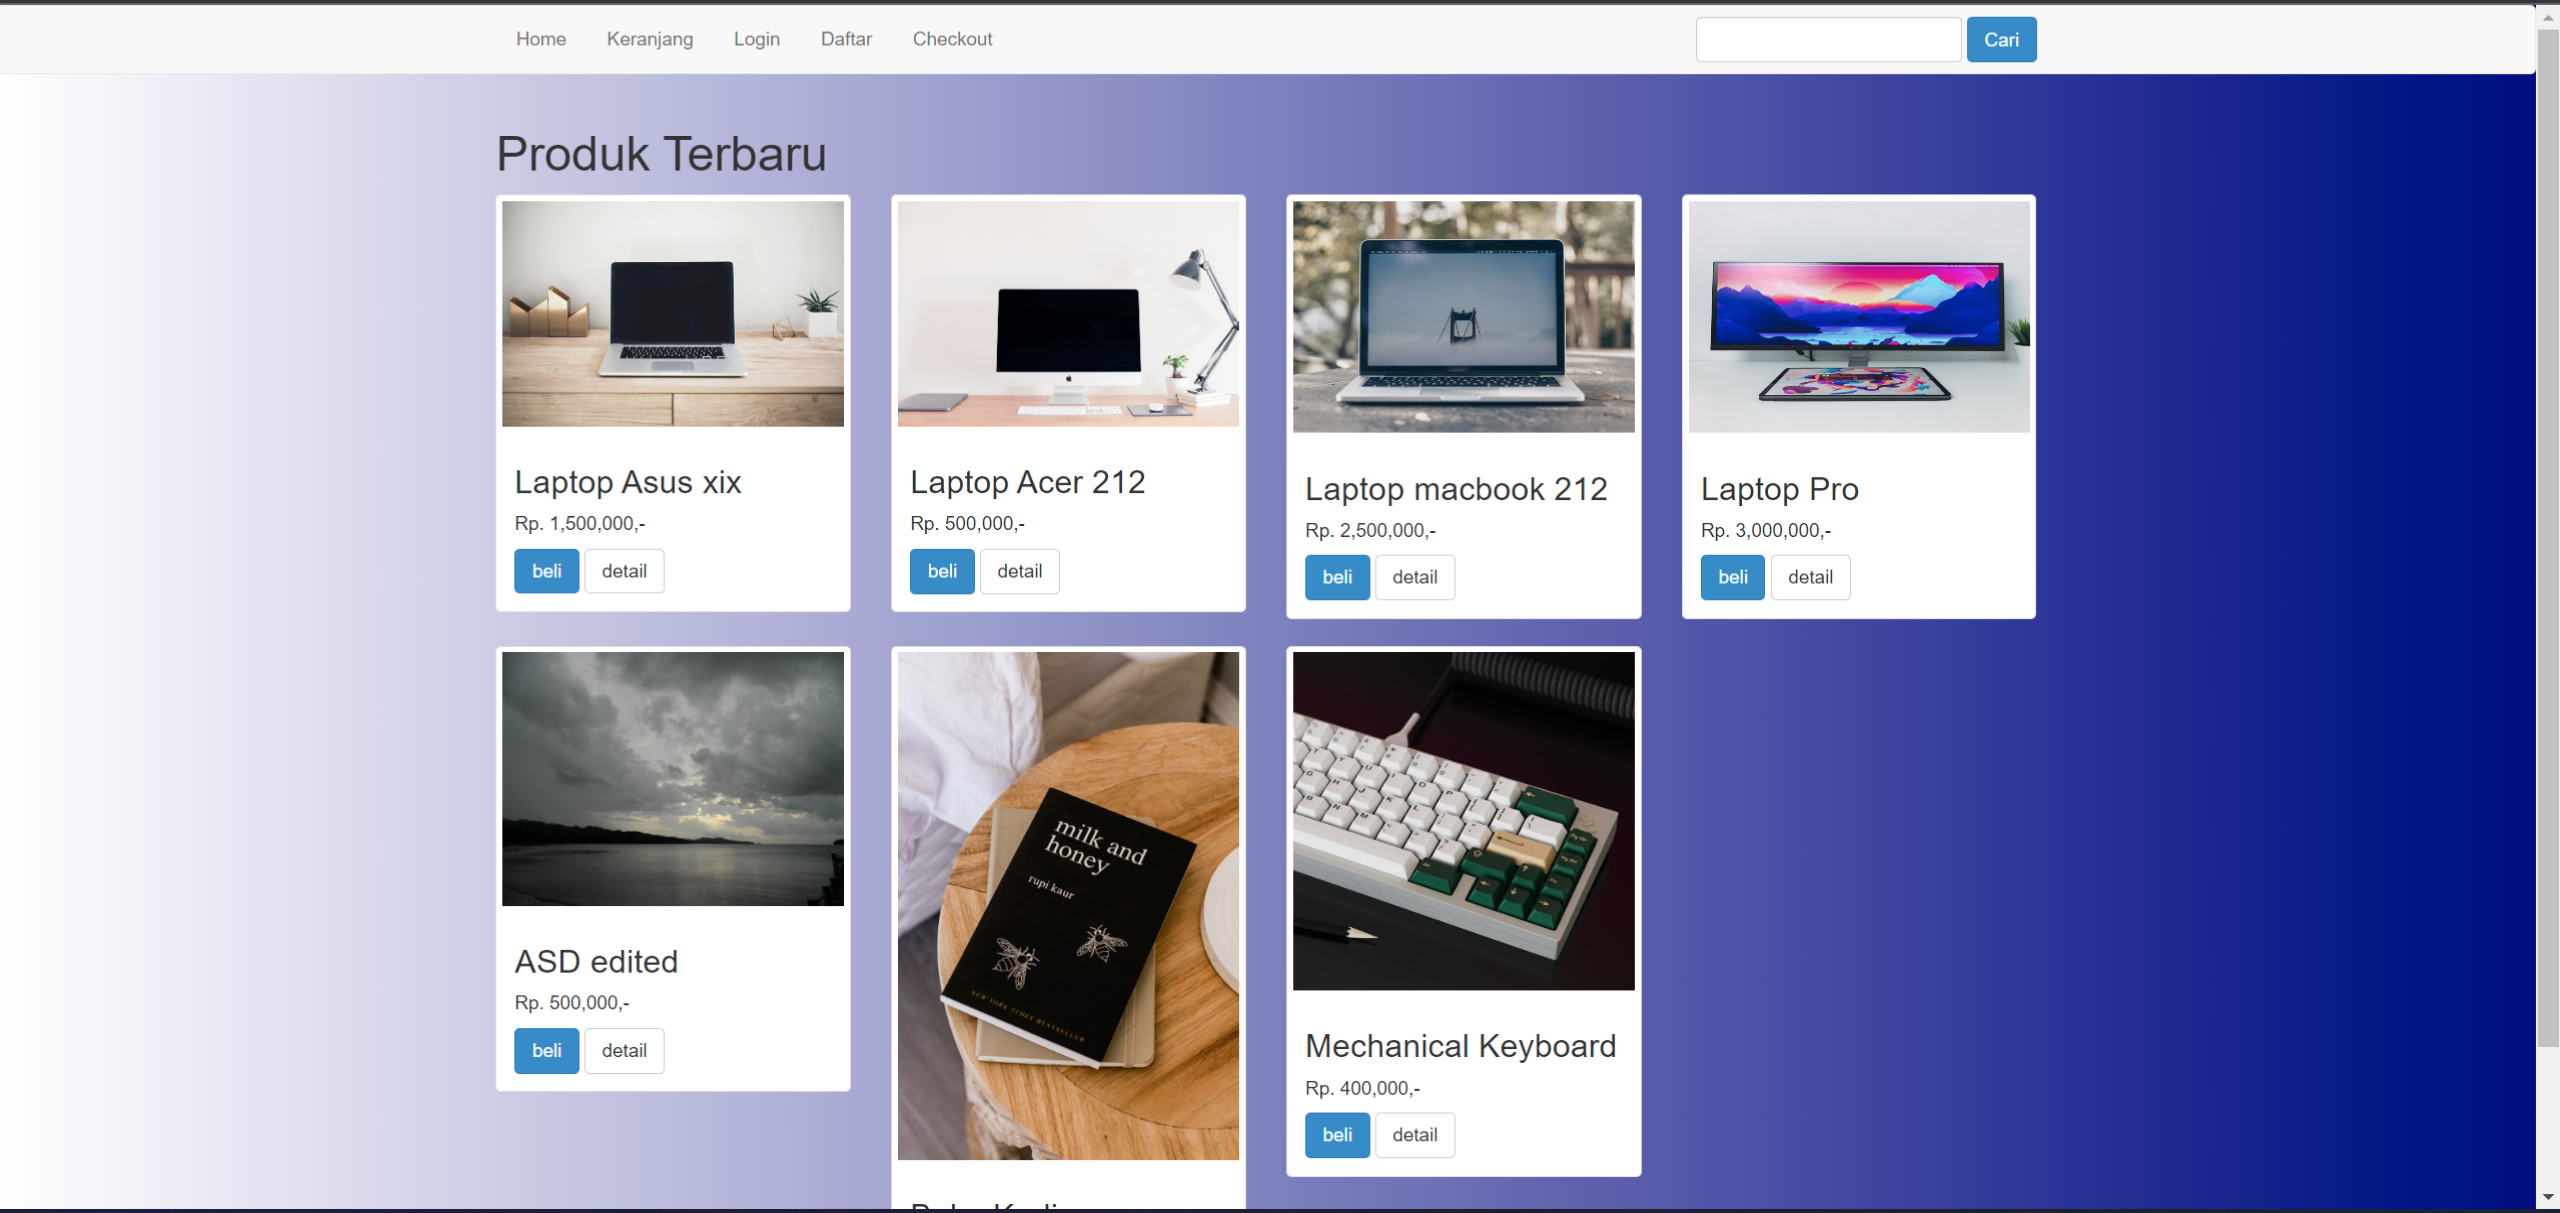 Home Keranjang Login Daftar Checkout Cari
Produk Terbaru
Laptop Asus xix
Rp. 1,500,000,-
beli detail
Laptop Acer 212
Rp. 500,000,-
beli detail
Laptop macbook 212
Rp. 2,500,000,-
beli detail
Laptop Pro
Rp. 3,000,000,-
beli detail
ASD edited
Rp. 500,000,-
beli detail
milk and
honey
rupi kaur
NEW YORK TIMES BESTSELLER
Mechanical Keyboard
Rp. 400,000,-
beli detail